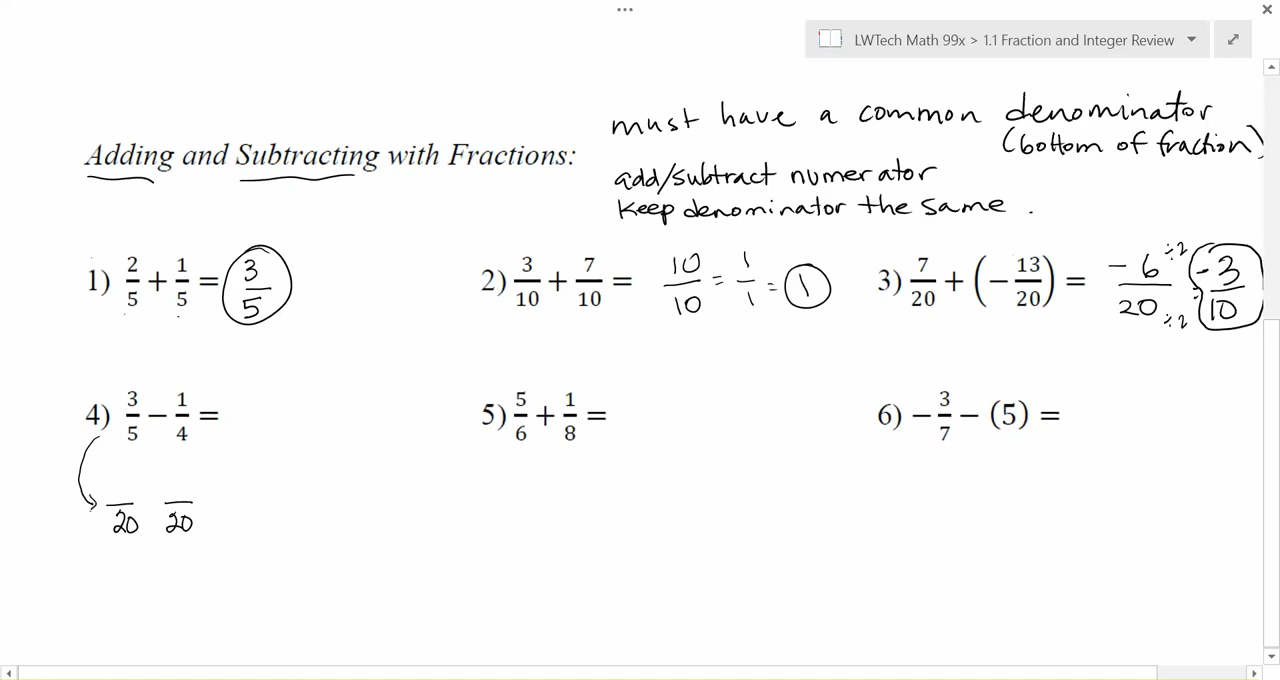 LWTech Math 99x > 1.1 Fraction and Integer Review
must have a common denominator
(bottom of fraction)
Adding and Subtracting with Fractions:
add/subtract numerator
keep denominator the same.
1) 2/5 + 1/5 = 3/5
2) 3/10 + 7/10 = 10/10 = 1/1 = 1
3) 7/20 + (-13/20) = -6÷2/20÷2 = -3/10
4) 3/5 − 1/4 =
5) 5/6 + 1/8 =
6) −3/7 − (5) =
/20 /20